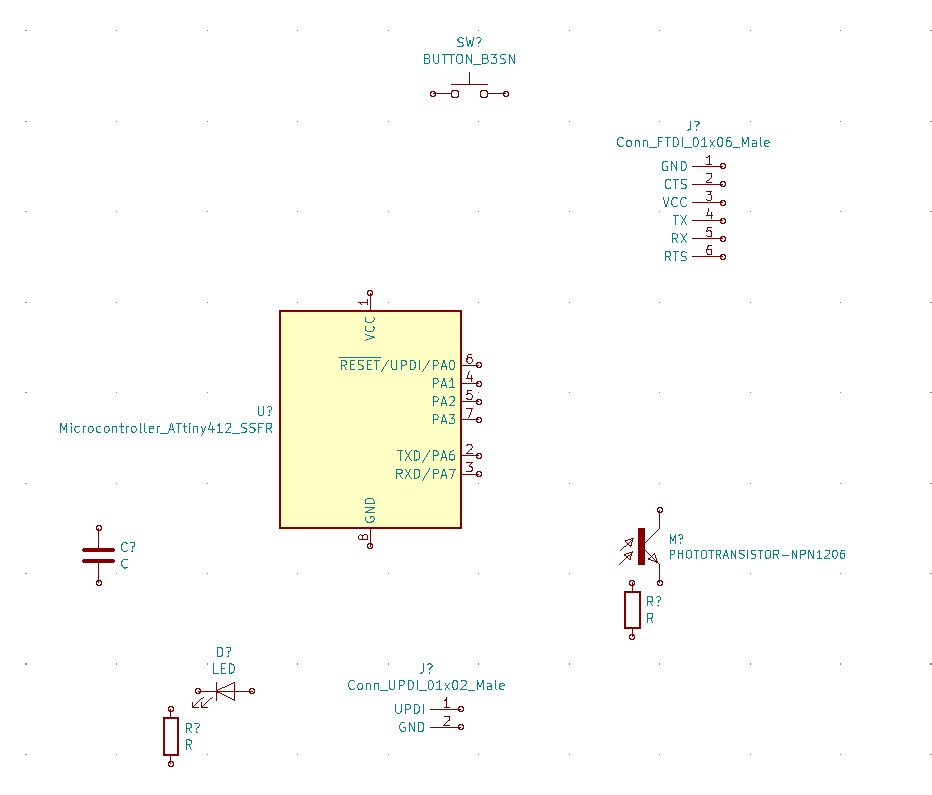 SW?
BUTTON_B3SN
J?
Conn_FTDI_01x06_Male
GND 1
CTS 2
VCC 3
TX 4
RX 5
RTS 6
1
VCC
RESET/UPDI/PA0 6
PA1 4
PA2 5
PA3 7
U?
Microcontroller_ATtiny412_SSFR
TXD/PA6 2
RXD/PA7 3
GND
8
C?
C
M?
PHOTOTRANSISTOR-NPN1206
R?
R
D?
LED
R?
R
J?
Conn_UPDI_01x02_Male
UPDI 1
GND 2